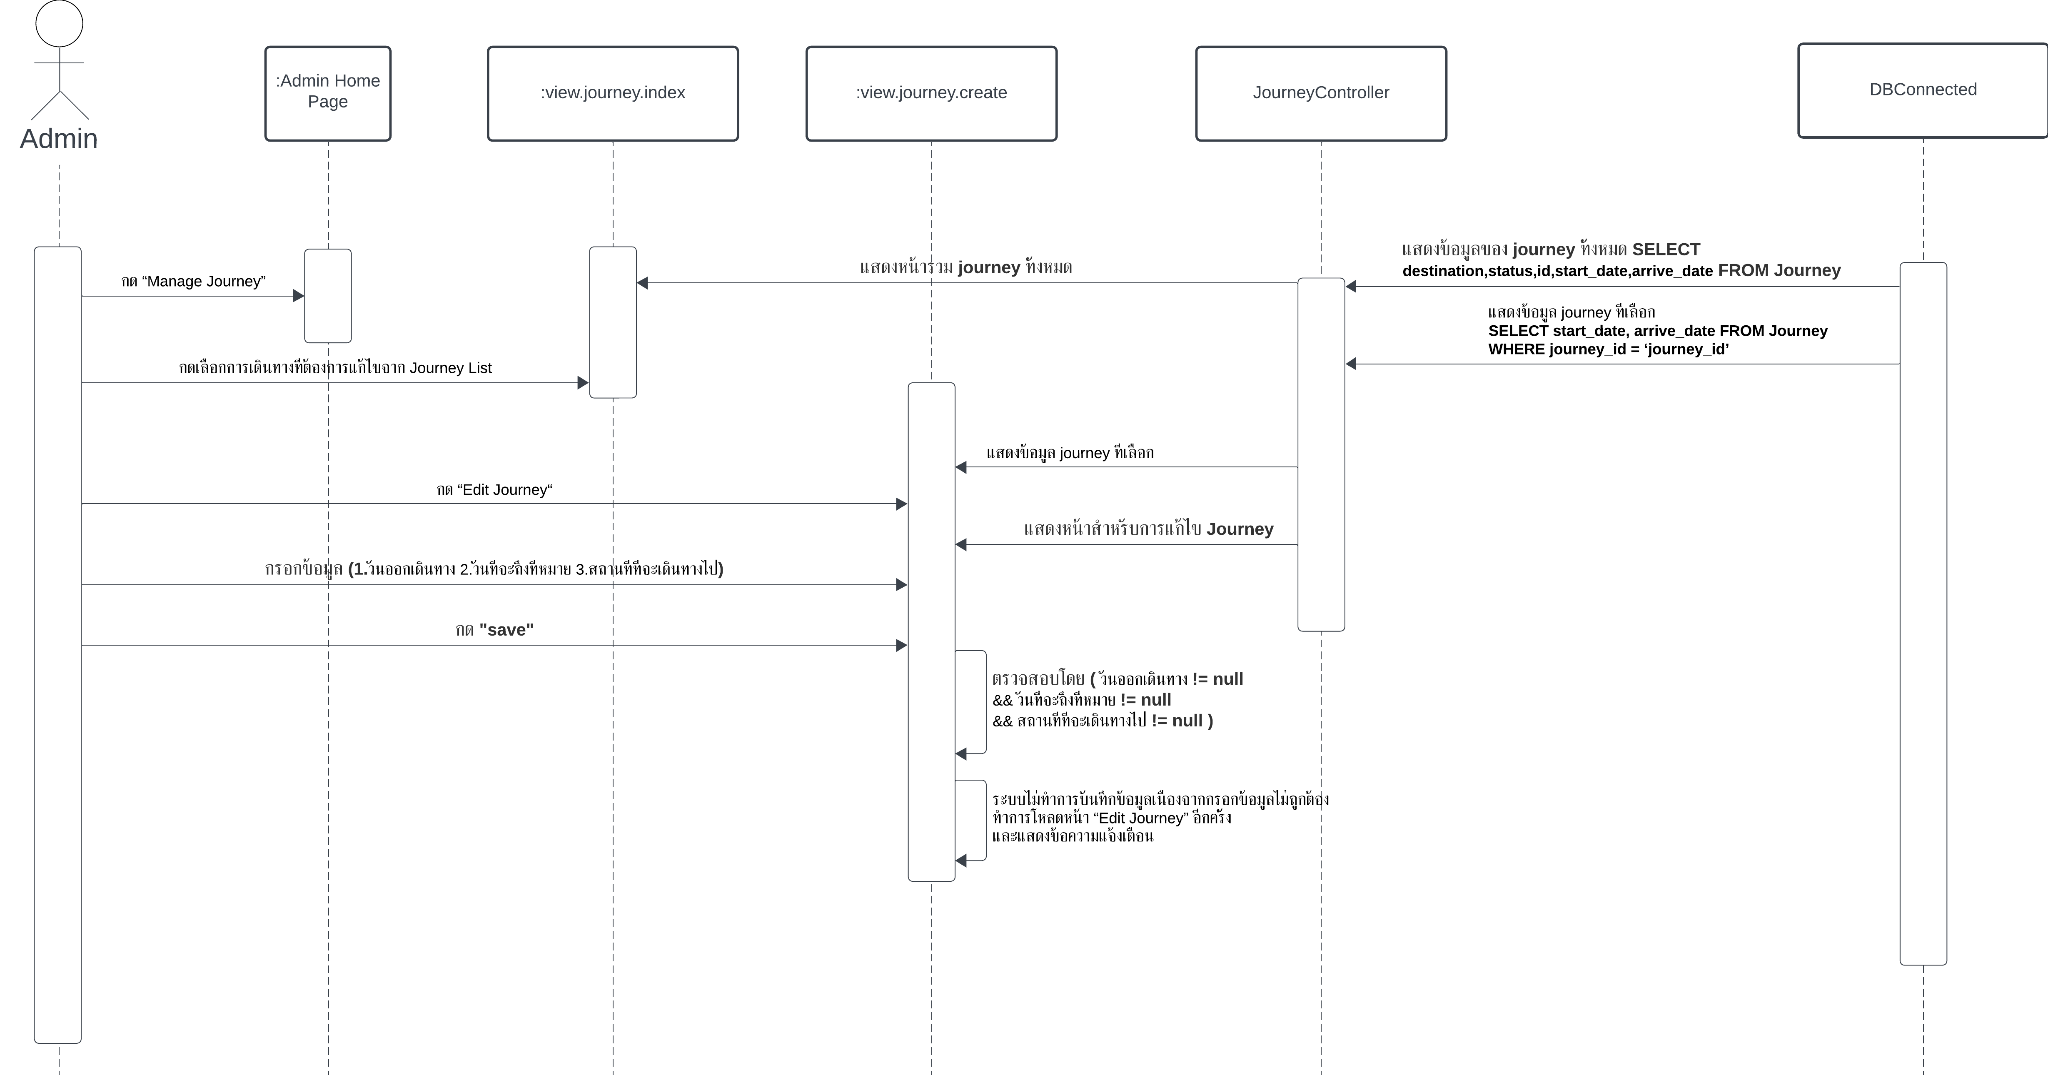 Admin
:Admin Home
Page
:view.journey.index
:view.journey.create
JourneyController
DBConnected
แสดงข้อมูลของ journey ทั้งหมด SELECT
destination,status,id,start_date,arrive_date FROM Journey
แสดงหน้ารวม journey ทั้งหมด
กด “Manage Journey”
แสดงข้อมูล journey ที่เลือก
SELECT start_date, arrive_date FROM Journey
WHERE journey_id = ‘journey_id’
กดเลือกการเดินทางที่ต้องการแก้ไขจาก Journey List
แสดงข้อมูล journey ที่เลือก
กด “Edit Journey“
แสดงหน้าสำหรับการแก้ไข Journey
กรอกข้อมูล (1.วันออกเดินทาง 2.วันที่จะถึงที่หมาย 3.สถานที่ที่จะเดินทางไป)
กด "save"
ตรวจสอบโดย ( วันออกเดินทาง != null
&& วันที่จะถึงที่หมาย != null
&& สถานที่ที่จะเดินทางไป != null )
ระบบไม่ทำการบันทึกข้อมูลเนื่องจากกรอกข้อมูลไม่ถูกต้อง
ทำการโหลดหน้า “Edit Journey” อีกครั้ง
และแสดงข้อความแจ้งเตือน